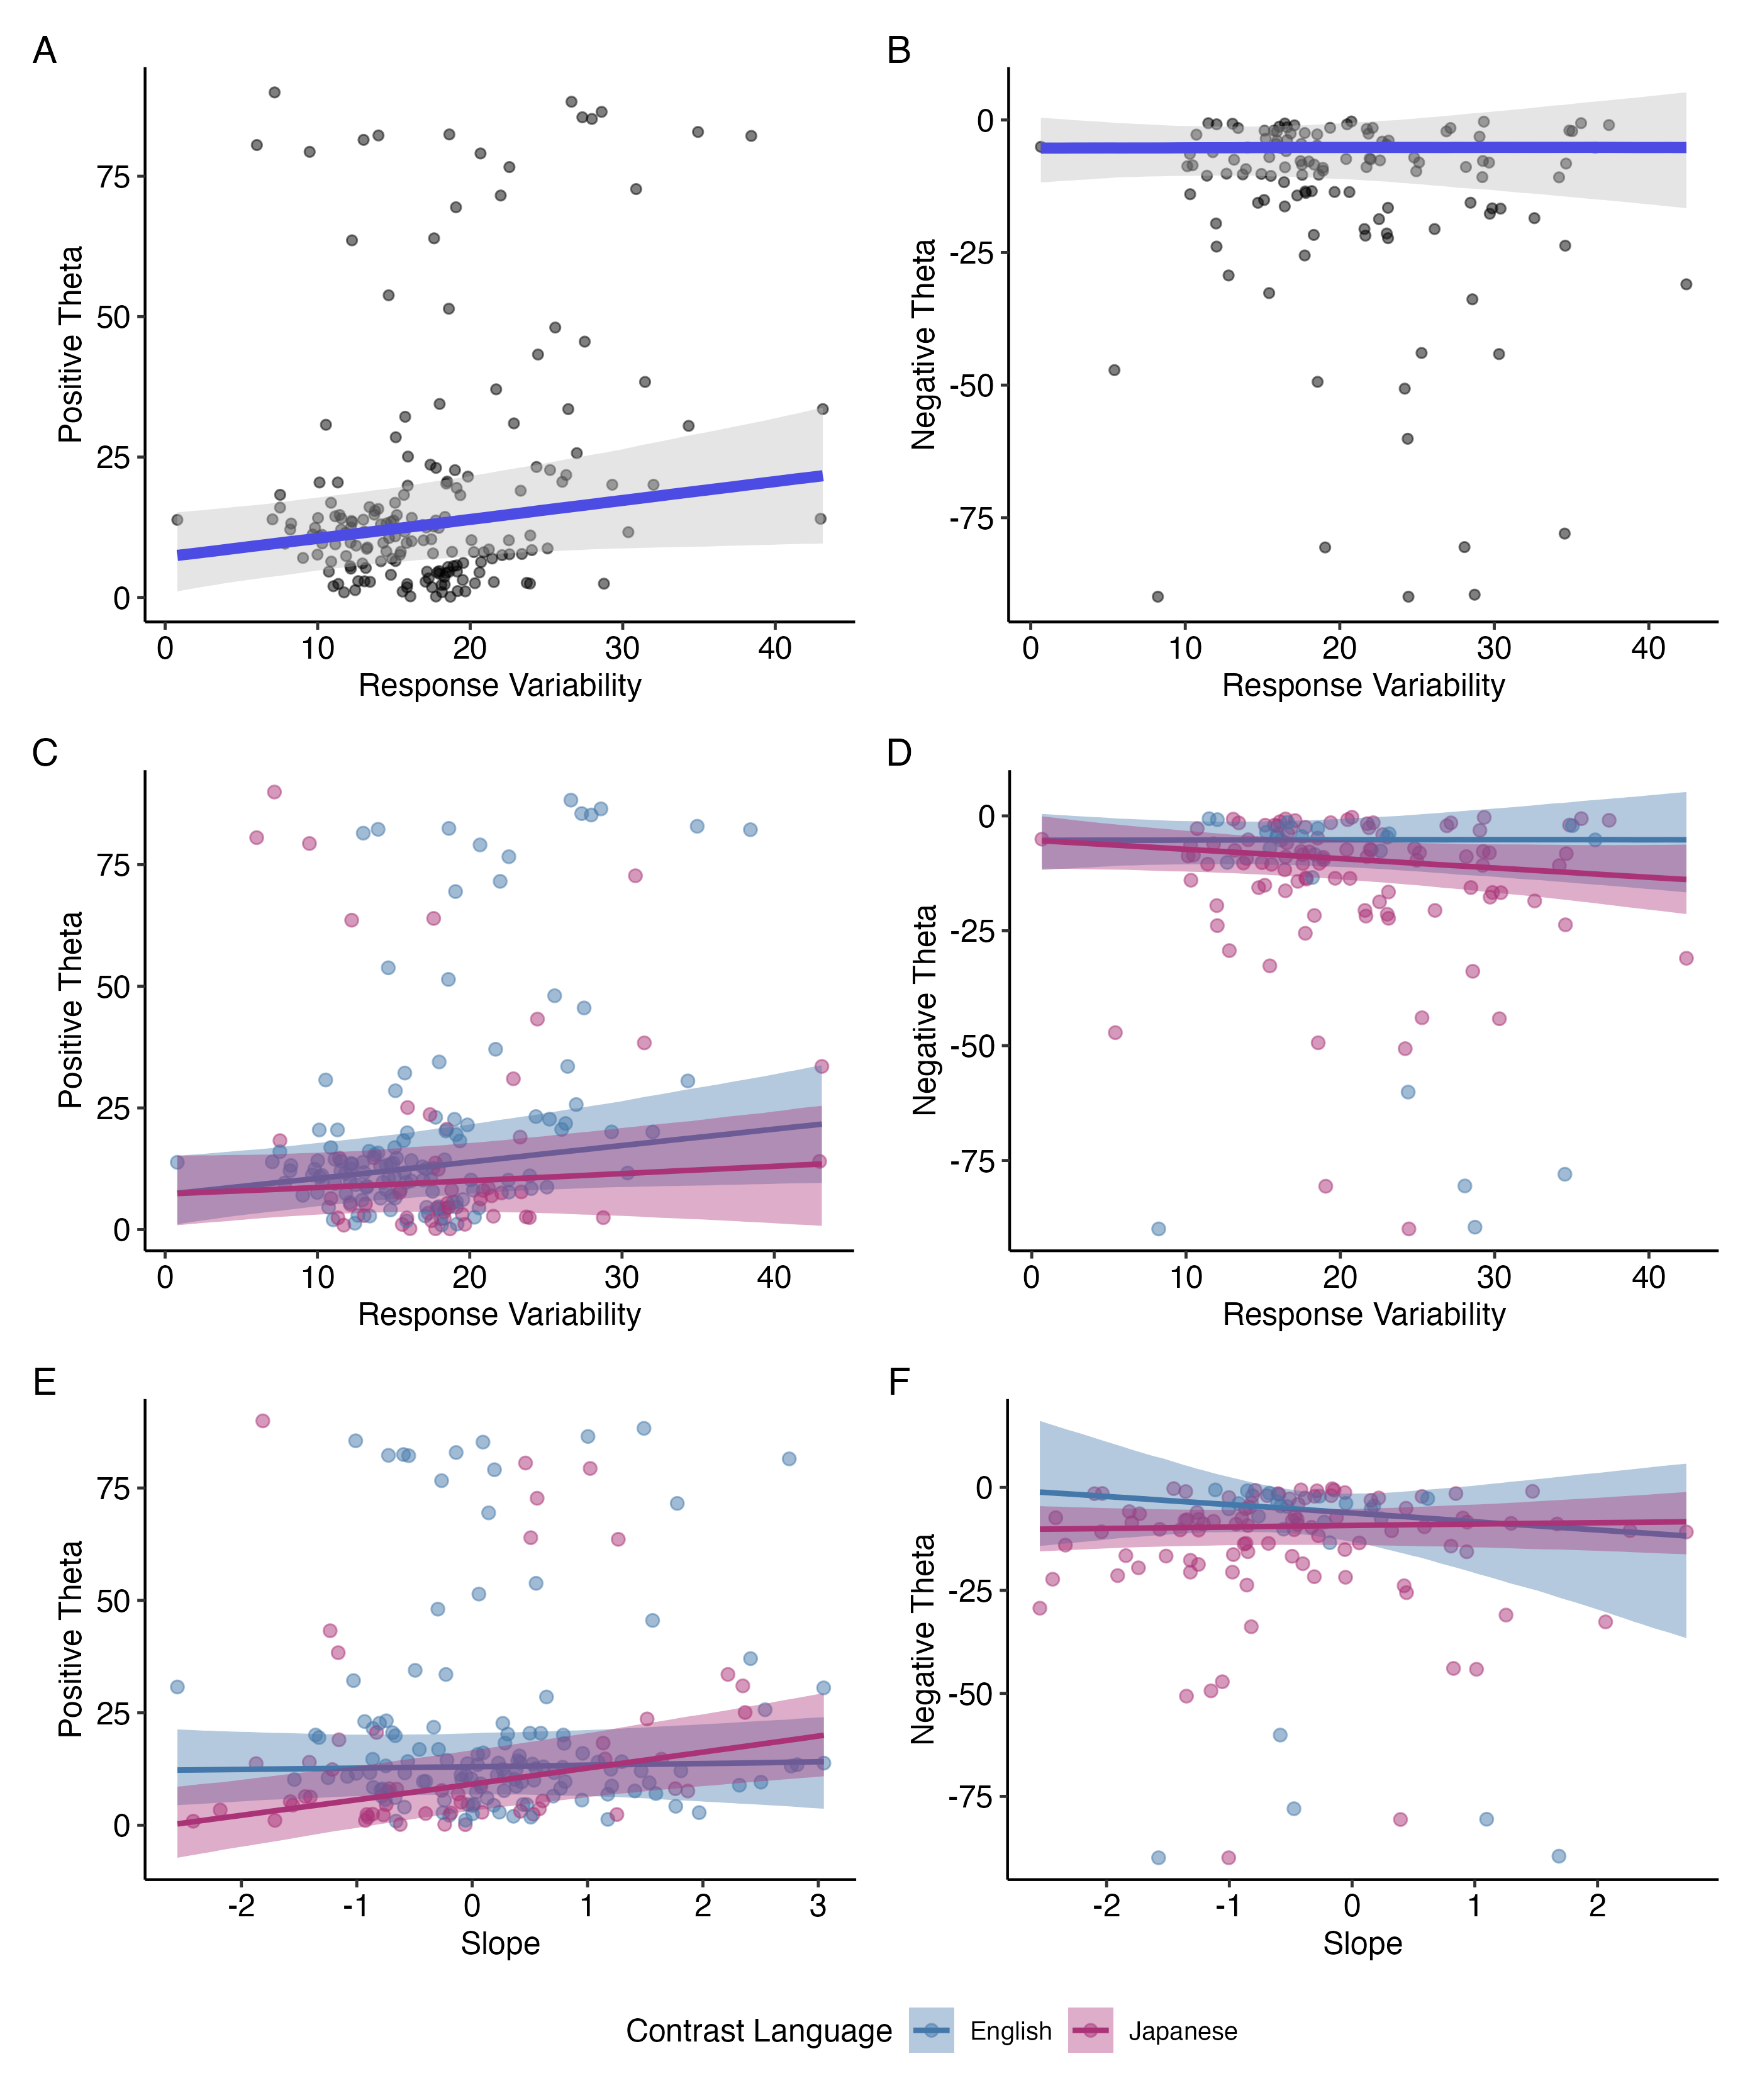 A
Positive Theta
75
50
25
0
0 10 20 30 40
Response Variability
B
Negative Theta
0
-25
-50
-75
0 10 20 30 40
Response Variability
C
Positive Theta
75
50
25
0
0 10 20 30 40
Response Variability
D
Negative Theta
0
-25
-50
-75
0 10 20 30 40
Response Variability
E
Positive Theta
75
50
25
0
-2 -1 0 1 2 3
Slope
F
Negative Theta
0
-25
-50
-75
-2 -1 0 1 2
Slope
Contrast Language English Japanese